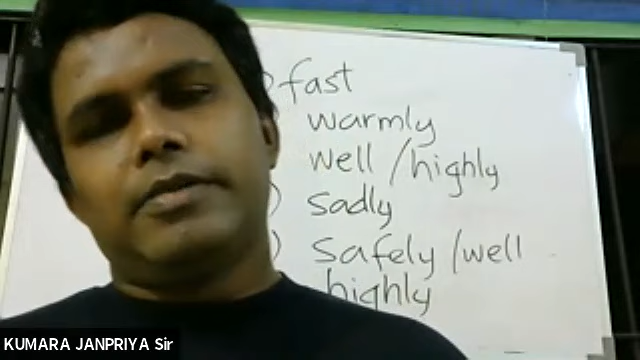 ) fast
warmly
well / highly
) sadly
) safely / well
highly
KUMARA JANPRIYA Sir